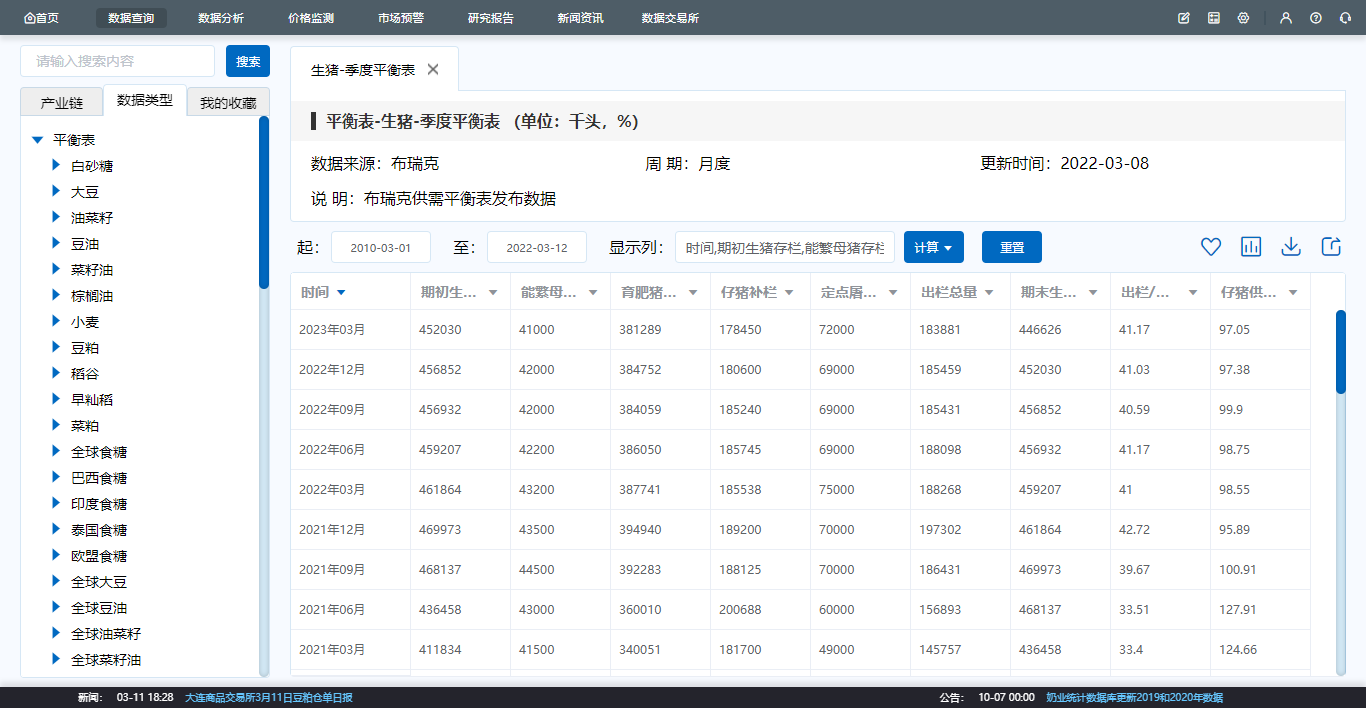 首页 数据查询 数据分析 价格监测 市场预警 研究报告 新闻资讯 数据交易所
请输入搜索内容 搜索
产业链 数据类型 我的收藏
平衡表
白砂糖
大豆
油菜籽
豆油
菜籽油
棕榈油
小麦
豆粕
稻谷
早籼稻
菜粕
全球食糖
巴西食糖
印度食糖
泰国食糖
欧盟食糖
全球大豆
全球豆油
全球油菜籽
全球菜籽油
生猪-季度平衡表
平衡表-生猪-季度平衡表 (单位: 千头, %)
数据来源: 布瑞克 周 期: 月度 更新时间: 2022-03-08
说 明: 布瑞克供需平衡表发布数据
起: 2010-03-01 至: 2022-03-12 显示列: 时间,期初生猪存栏,能繁母猪存栏 计算 重置
时间 期初生... 能繁母... 育肥猪... 仔猪补栏 定点屠... 出栏总量 期末生... 出栏/... 仔猪供...
2023年03月 452030 41000 381289 178450 72000 183881 446626 41.17 97.05
2022年12月 456852 42000 384752 180600 69000 185459 452030 41.03 97.38
2022年09月 456932 42000 384059 185240 69000 185431 456852 40.59 99.9
2022年06月 459207 42200 386050 185745 69000 188098 456932 41.17 98.75
2022年03月 461864 43200 387741 185538 75000 188268 459207 41 98.55
2021年12月 469973 43500 394940 189200 70000 197302 461864 42.72 95.89
2021年09月 468137 44500 392283 188125 70000 186431 469973 39.67 100.91
2021年06月 436458 43000 360010 200688 60000 156893 468137 33.51 127.91
2021年03月 411834 41500 340051 181700 49000 145757 436458 33.4 124.66
新闻: 03-11 18:28 大连商品交易所3月11日豆粕仓单日报 公告: 10-07 00:00 奶业统计数据库更新2019和2020年数据